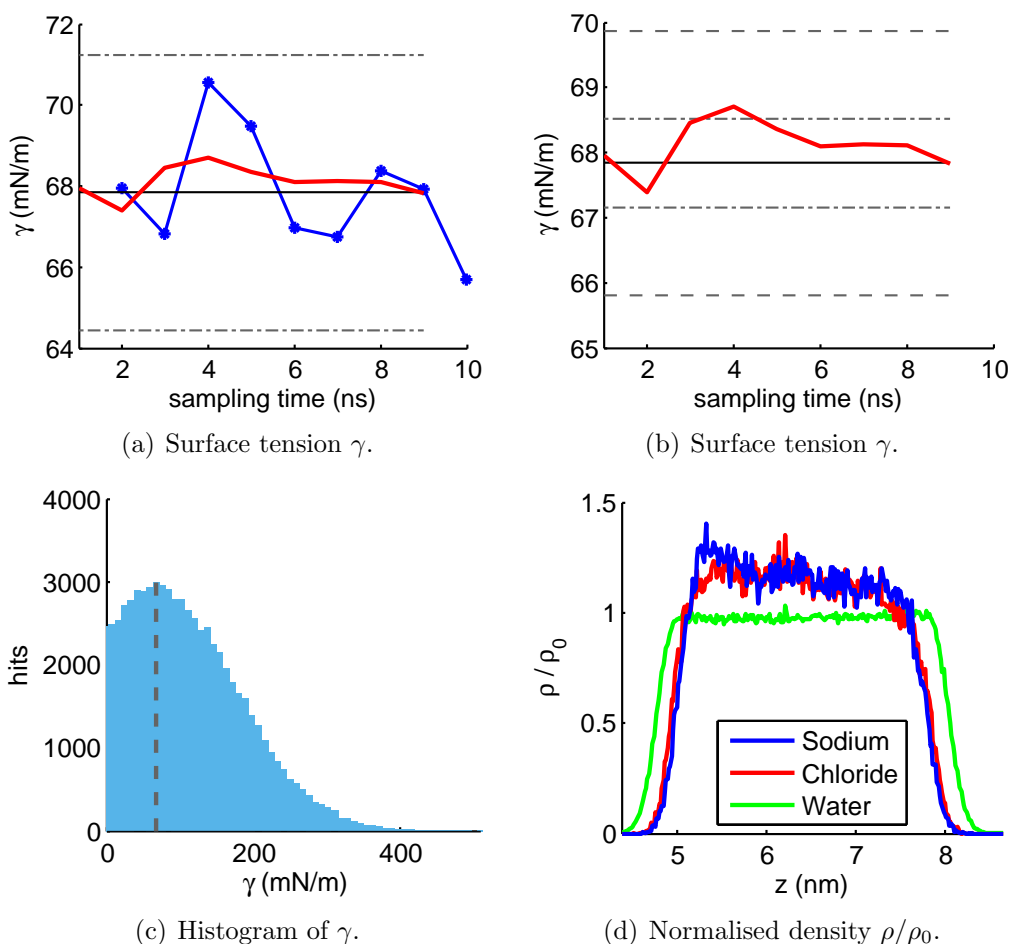 72
70
68
66
64
γ (mN/m)
2 4 6 8 10
sampling time (ns)
(a) Surface tension γ.
70
68
67
66
65
γ (mN/m)
2 4 6 8 10
sampling time (ns)
(b) Surface tension γ.
4000
3000
2000
1000
0
hits
0 200 400
γ (mN/m)
(c) Histogram of γ.
1.5
1
0.5
0
ρ / ρ0
Sodium
Chloride
Water
5 6 7 8
z (nm)
(d) Normalised density ρ/ρ0.